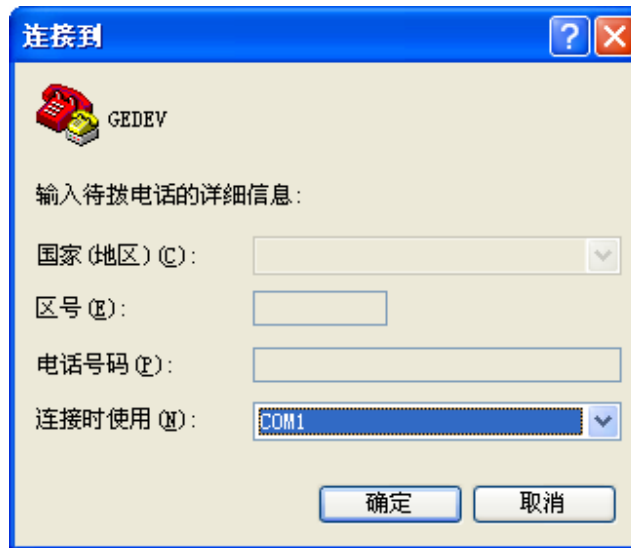 连接到
GEDEV
输入待拨电话的详细信息:
国家(地区)(C):
区号(E):
电话号码(P):
连接时使用(N):
COM1
确定
取消